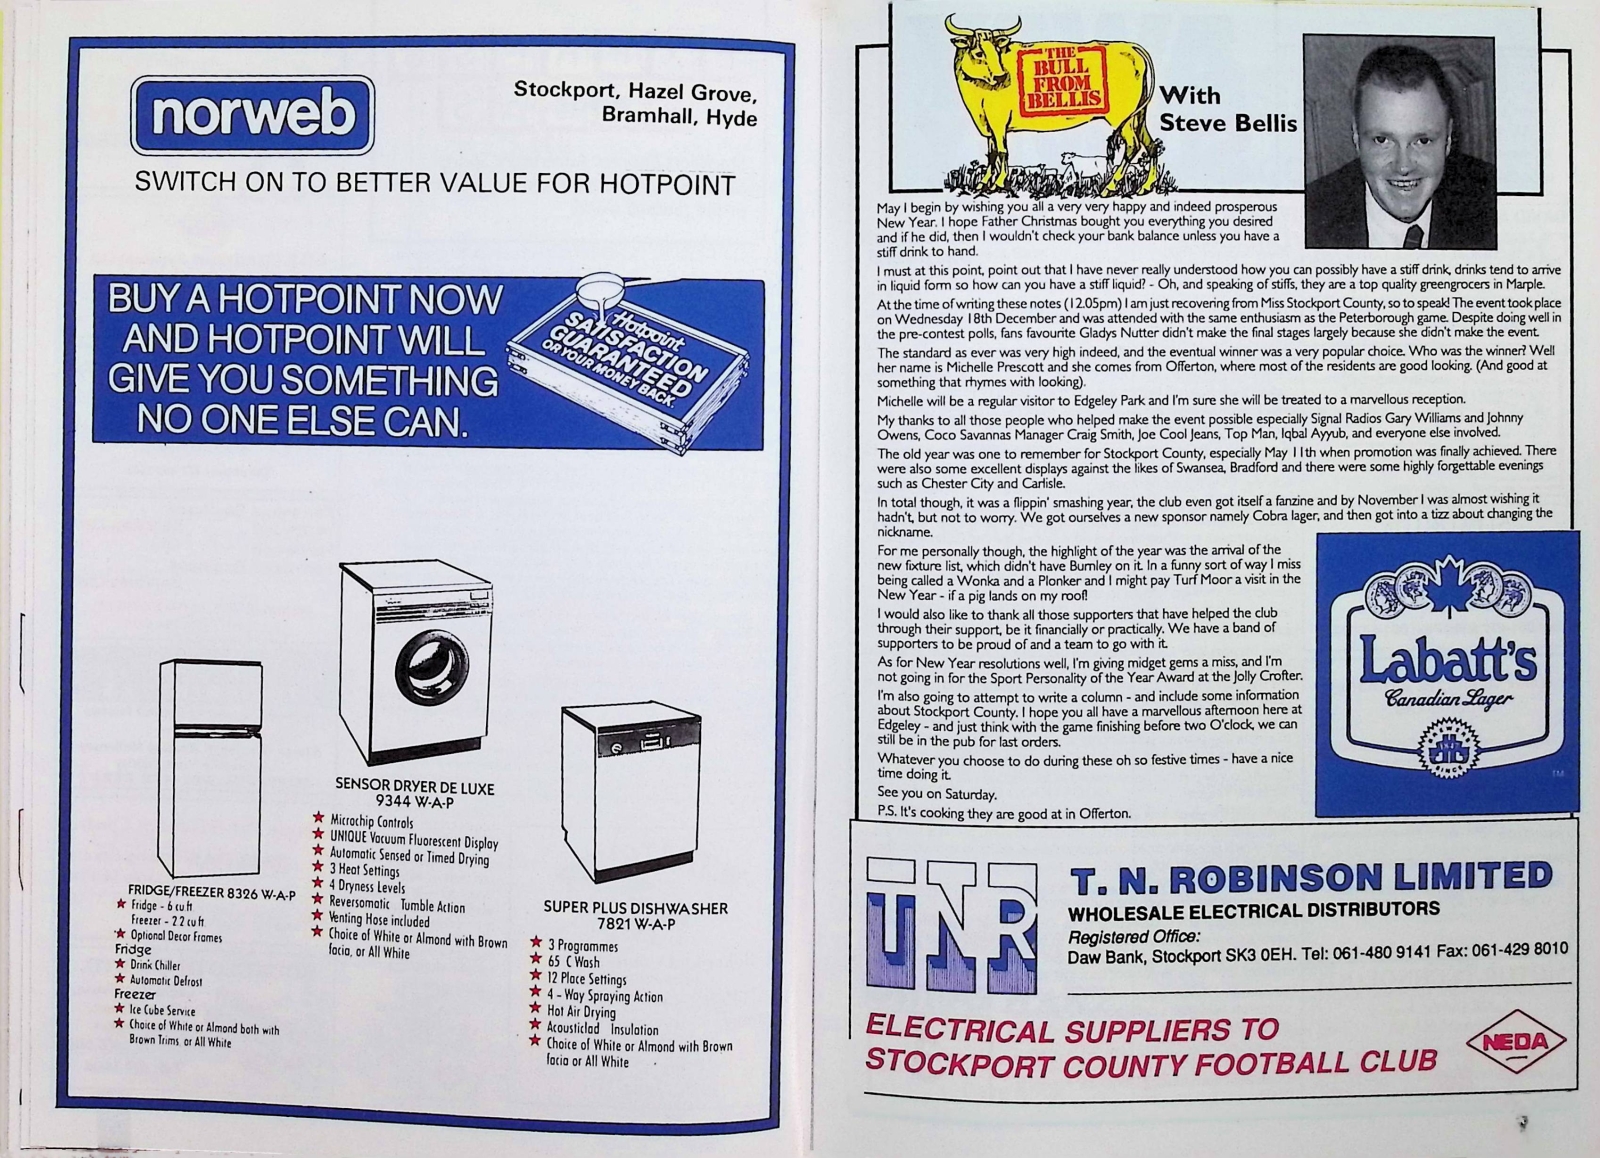 norweb
Stockport, Hazel Grove,
Bramhall, Hyde
SWITCH ON TO BETTER VALUE FOR HOTPOINT
BUY A HOTPOINT NOW
AND HOTPOINT WILL
GIVE YOU SOMETHING
NO ONE ELSE CAN.
Hotpoint
SATISFACTION
GUARANTEED
OR YOUR MONEY BACK.
FRIDGE/FREEZER 8326 W-A-P
★ Fridge - 6 cu ft
Freezer - 2.2 cu ft
★ Optional Decor Frames
Fridge
★ Drink Chiller
★ Automatic Defrost
Freezer
★ Ice Cube Service
★ Choice of White or Almond both with
Brown Trims or All White
SENSOR DRYER DE LUXE
9344 W-A-P
★ Microchip Controls
★ UNIQUE Vacuum Fluorescent Display
★ Automatic Sensed or Timed Drying
★ 3 Heat Settings
★ 4 Dryness Levels
★ Reversomatic Tumble Action
★ Venting Hose included
★ Choice of White or Almond with Brown
facia, or All White
SUPER PLUS DISHWASHER
7821 W-A-P
★ 3 Programmes
★ 65 C Wash
★ 12 Place Settings
★ 4 - Way Spraying Action
★ Hot Air Drying
★ Acousticlad Insulation
★ Choice of White or Almond with Brown
facia or All White
THE
BULL
FROM
BELLIS
With
Steve Bellis
May I begin by wishing you all a very very happy and indeed prosperous
New Year. I hope Father Christmas bought you everything you desired
and if he did, then I wouldn't check your bank balance unless you have a
stiff drink to hand.
I must at this point, point out that I have never really understood how you can possibly have a stiff drink, drinks tend to arrive
in liquid form so how can you have a stiff liquid? - Oh, and speaking of stiffs, they are a top quality greengrocers in Marple.
At the time of writing these notes (12.05pm) I am just recovering from Miss Stockport County, so to speak! The event took place
on Wednesday 18th December and was attended with the same enthusiasm as the Peterborough game. Despite doing well in
the pre-contest polls, fans favourite Gladys Nutter didn't make the final stages largely because she didn't make the event.
The standard as ever was very high indeed, and the eventual winner was a very popular choice. Who was the winner? Well
her name is Michelle Prescott and she comes from Offerton, where most of the residents are good looking. (And good at
something that rhymes with looking).
Michelle will be a regular visitor to Edgeley Park and I'm sure she will be treated to a marvellous reception.
My thanks to all those people who helped make the event possible especially Signal Radios Gary Williams and Johnny
Owens, Coco Savannas Manager Craig Smith, Joe Cool Jeans, Top Man, Iqbal Ayyub, and everyone else involved.
The old year was one to remember for Stockport County, especially May 11th when promotion was finally achieved. There
were also some excellent displays against the likes of Swansea, Bradford and there were some highly forgettable evenings
such as Chester City and Carlisle.
In total though, it was a flippin' smashing year, the club even got itself a fanzine and by November I was almost wishing it
hadn't, but not to worry. We got ourselves a new sponsor namely Cobra lager, and then got into a tizz about changing the
nickname.
For me personally though, the highlight of the year was the arrival of the
new fixture list, which didn't have Burnley on it. In a funny sort of way I miss
being called a Wonka and a Plonker and I might pay Turf Moor a visit in the
New Year - if a pig lands on my roof!
I would also like to thank all those supporters that have helped the club
through their support, be it financially or practically. We have a band of
supporters to be proud of and a team to go with it.
As for New Year resolutions well, I'm giving midget gems a miss, and I'm
not going in for the Sport Personality of the Year Award at the Jolly Crofter.
I'm also going to attempt to write a column - and include some information
about Stockport County. I hope you all have a marvellous afternoon here at
Edgeley - and just think with the game finishing before two O'clock, we can
still be in the pub for last orders.
Whatever you choose to do during these oh so festive times - have a nice
time doing it.
See you on Saturday.
P.S. It's cooking they are good at in Offerton.
Labatt's
Canadian Lager
SINCE
TM
TNR
T. N. ROBINSON LIMITED
WHOLESALE ELECTRICAL DISTRIBUTORS
Registered Office:
Daw Bank, Stockport SK3 0EH. Tel: 061-480 9141 Fax: 061-429 8010
ELECTRICAL SUPPLIERS TO
STOCKPORT COUNTY FOOTBALL CLUB
NEDA